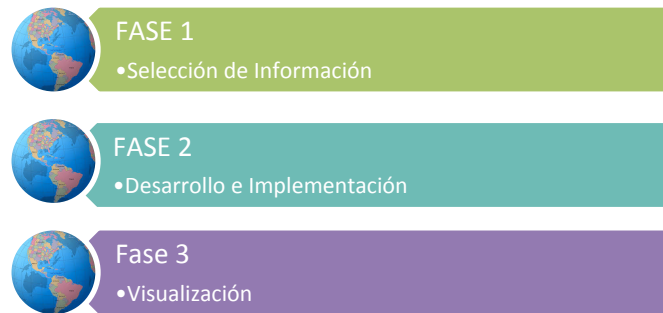 FASE 1
•Selección de Información
FASE 2
•Desarrollo e Implementación
Fase 3
•Visualización